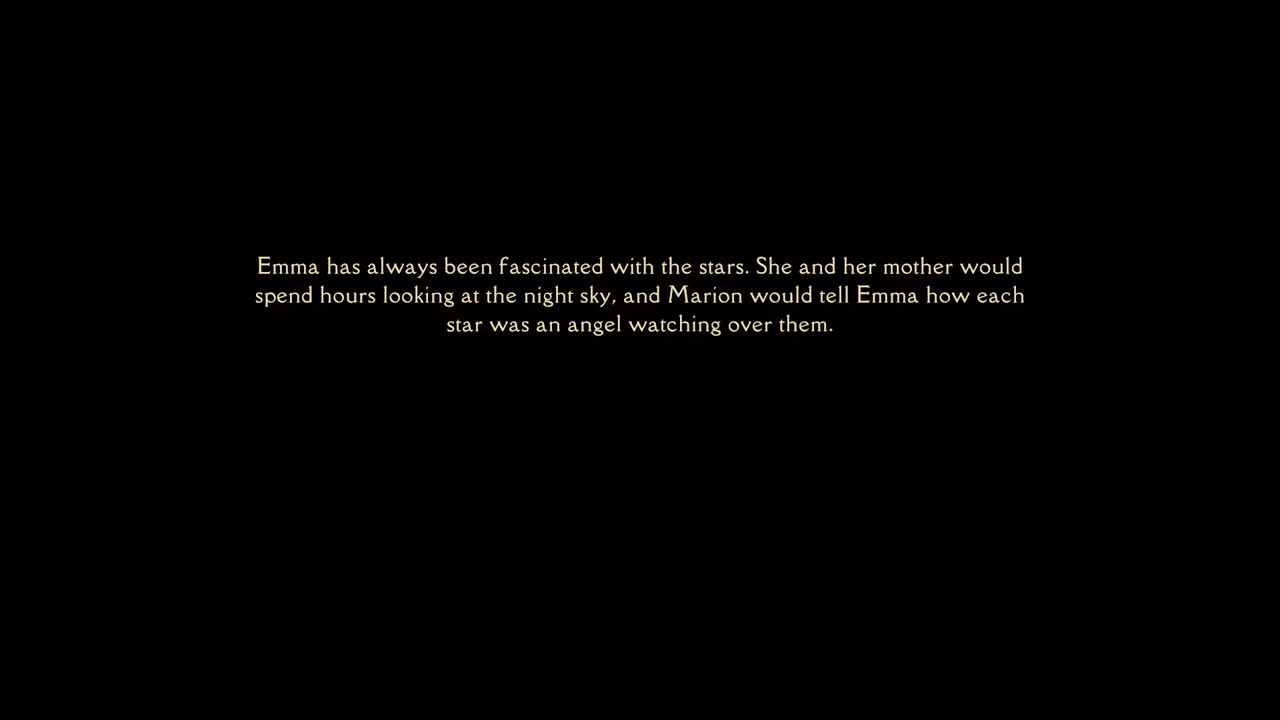 Emma has always been fascinated with the stars. She and her mother would
spend hours looking at the night sky, and Marion would tell Emma how each
star was an angel watching over them.